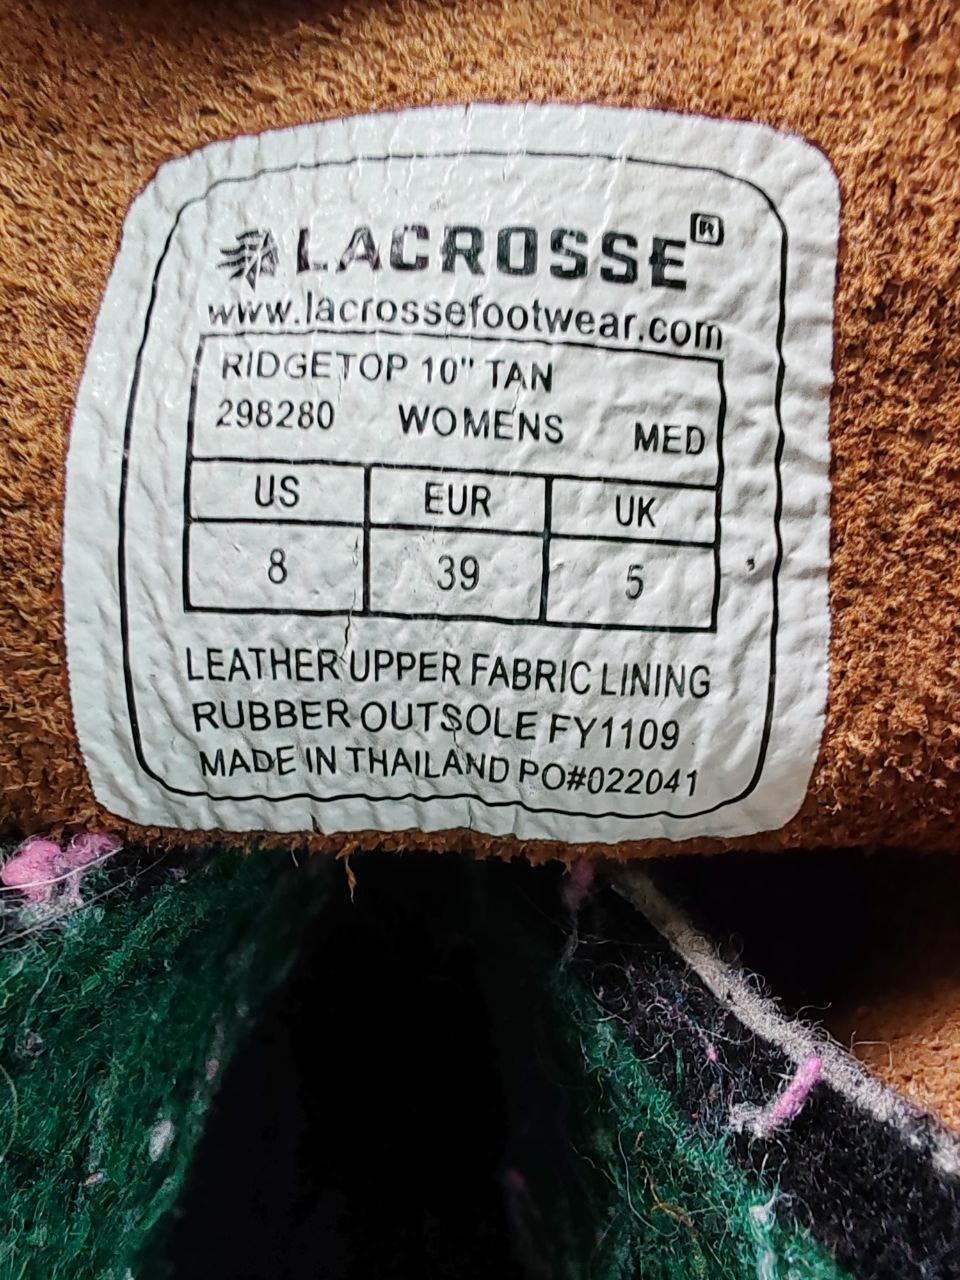 LACROSSE®
www.lacrossefootwear.com
RIDGETOP 10" TAN
298280 WOMENS MED
US EUR UK
8 39 5
LEATHER UPPER FABRIC LINING
RUBBER OUTSOLE FY1109
MADE IN THAILAND PO#022041